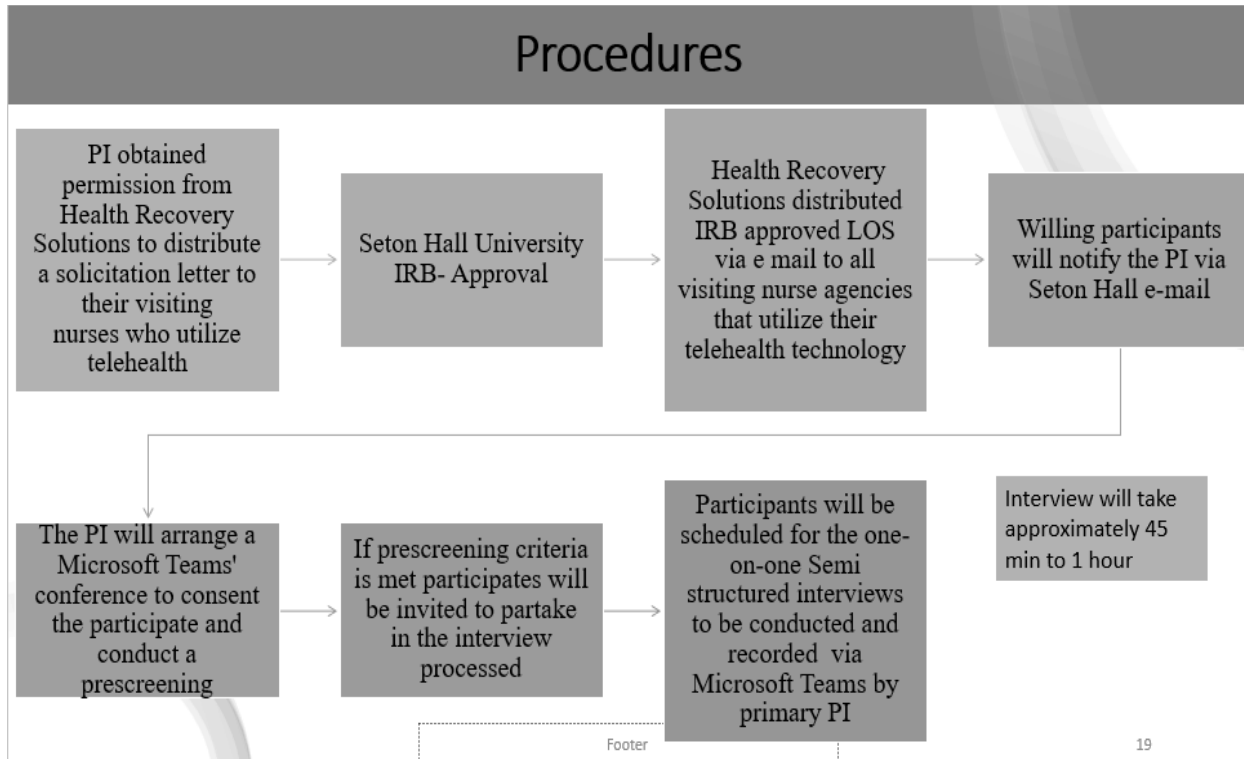 Procedures
PI obtained
permission from
Health Recovery
Solutions to distribute
a solicitation letter to
their visiting
nurses who utilize
telehealth
Seton Hall University
IRB- Approval
Health Recovery
Solutions distributed
IRB approved LOS
via e mail to all
visiting nurse agencies
that utilize their
telehealth technology
Willing participants
will notify the PI via
Seton Hall e-mail
The PI will arrange a
Microsoft Teams'
conference to consent
the participate and
conduct a
prescreening
If prescreening criteria
is met participates will
be invited to partake
in the interview
processed
Participants will be
scheduled for the one-
on-one Semi
structured interviews
to be conducted and
recorded via
Microsoft Teams by
primary PI
Interview will take
approximately 45
min to 1 hour
Footer
19